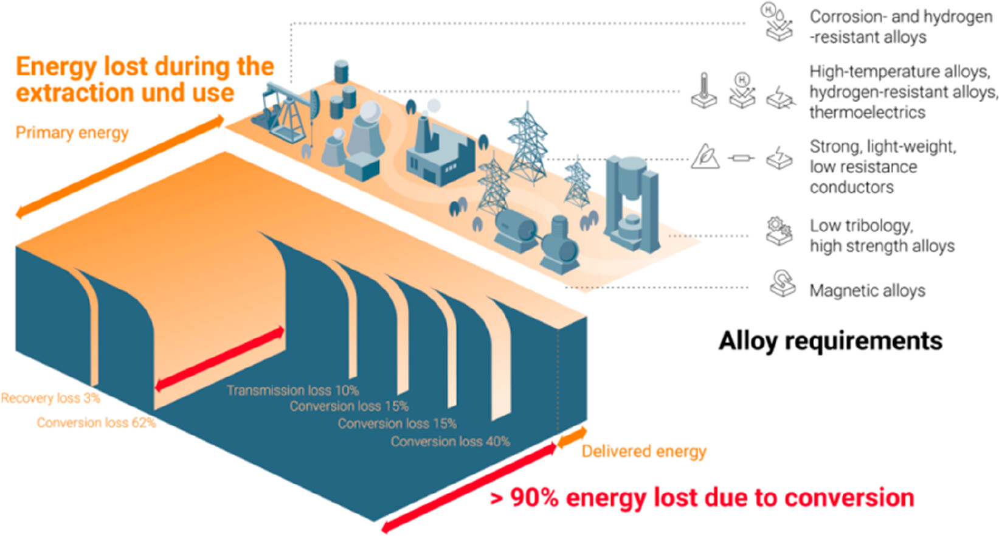 Energy lost during the
extraction und use
Primary energy
Corrosion- and hydrogen
-resistant alloys
High-temperature alloys,
hydrogen-resistant alloys,
thermoelectrics
Strong, light-weight,
low resistance
conductors
Low tribology,
high strength alloys
Magnetic alloys
Alloy requirements
Recovery loss 3%
Conversion loss 62%
Transmission loss 10%
Conversion loss 15%
Conversion loss 15%
Conversion loss 40%
Delivered energy
> 90% energy lost due to conversion